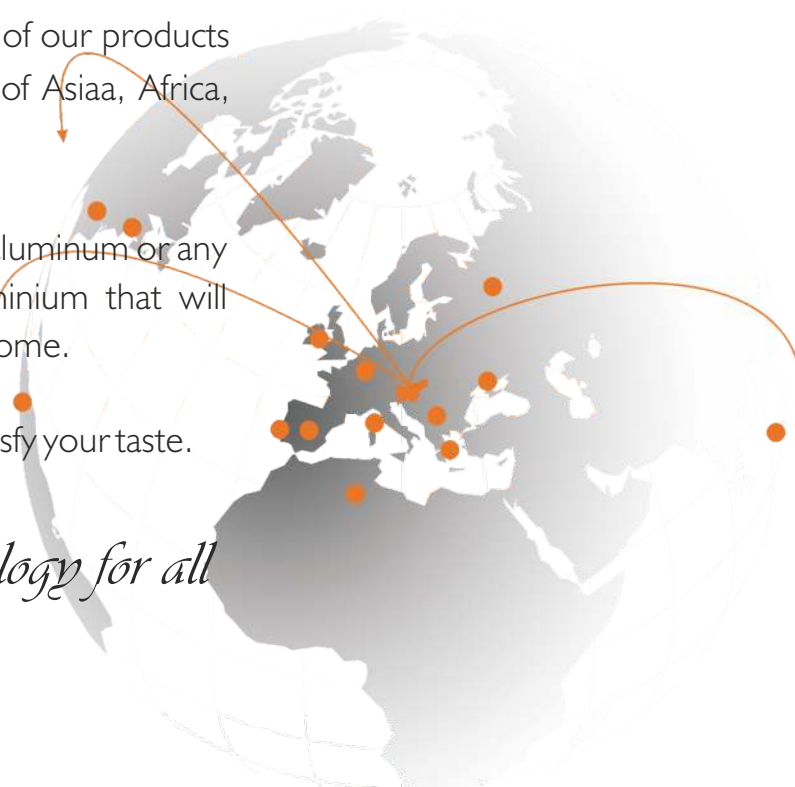 of our products
of Asiaa, Africa,
luminum or any
inium that will
ome.
sfy your taste.
logy for all